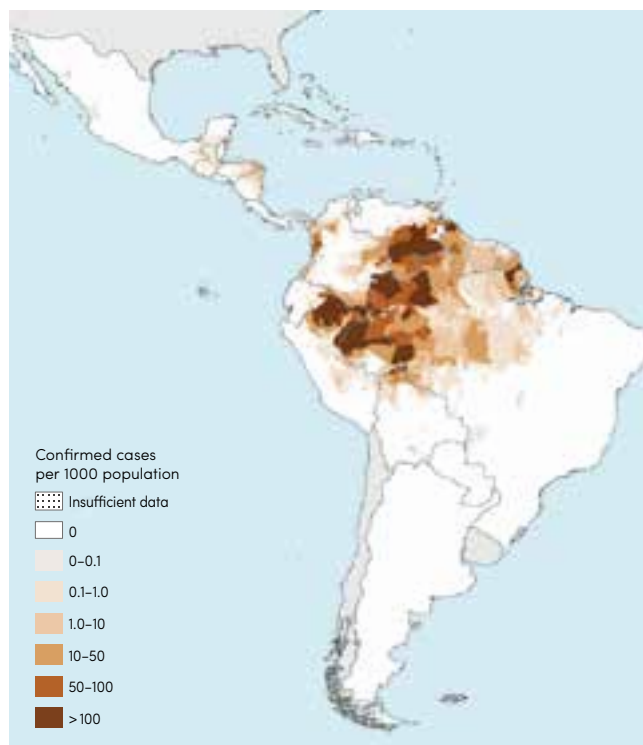 Confirmed cases
per 1000 population
Insufficient data
0
0–0.1
0.1–1.0
1.0–10
10–50
50–100
>100